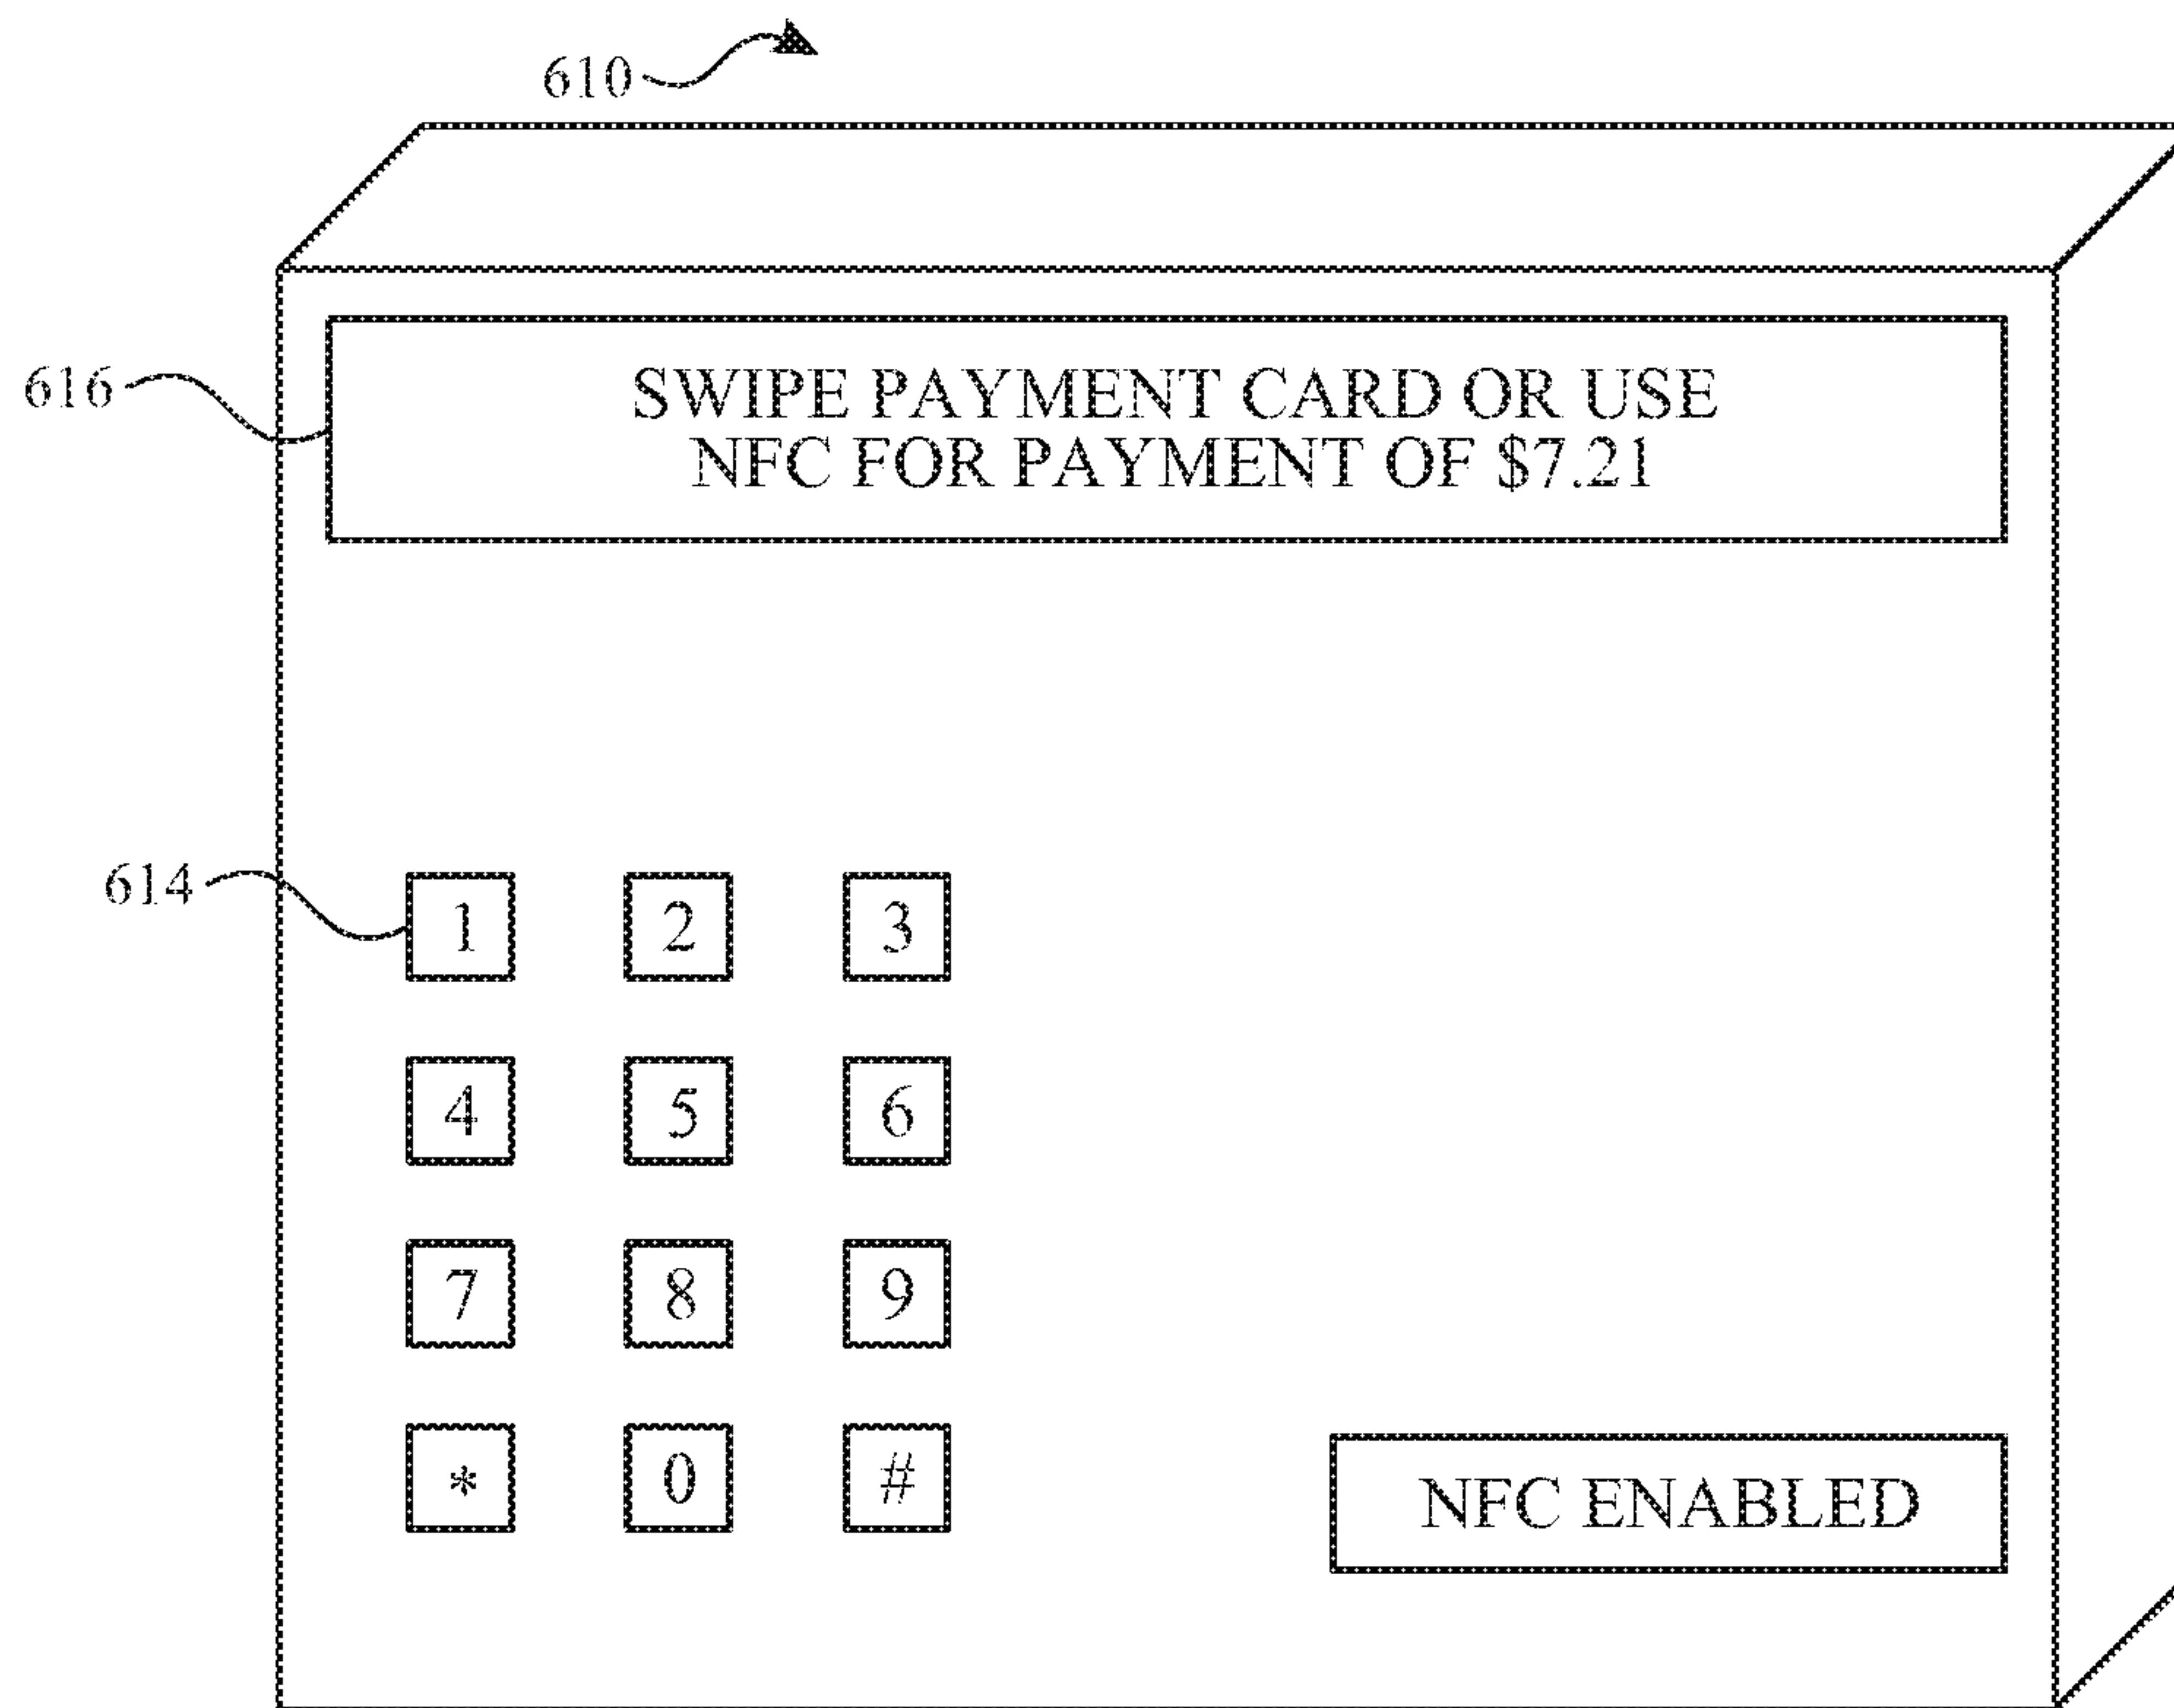 610
616
SWIPE PAYMENT CARD OR USE
NFC FOR PAYMENT OF $7.21
614
1 2 3
4 5 6
7 8 9
* 0 #
NFC ENABLED